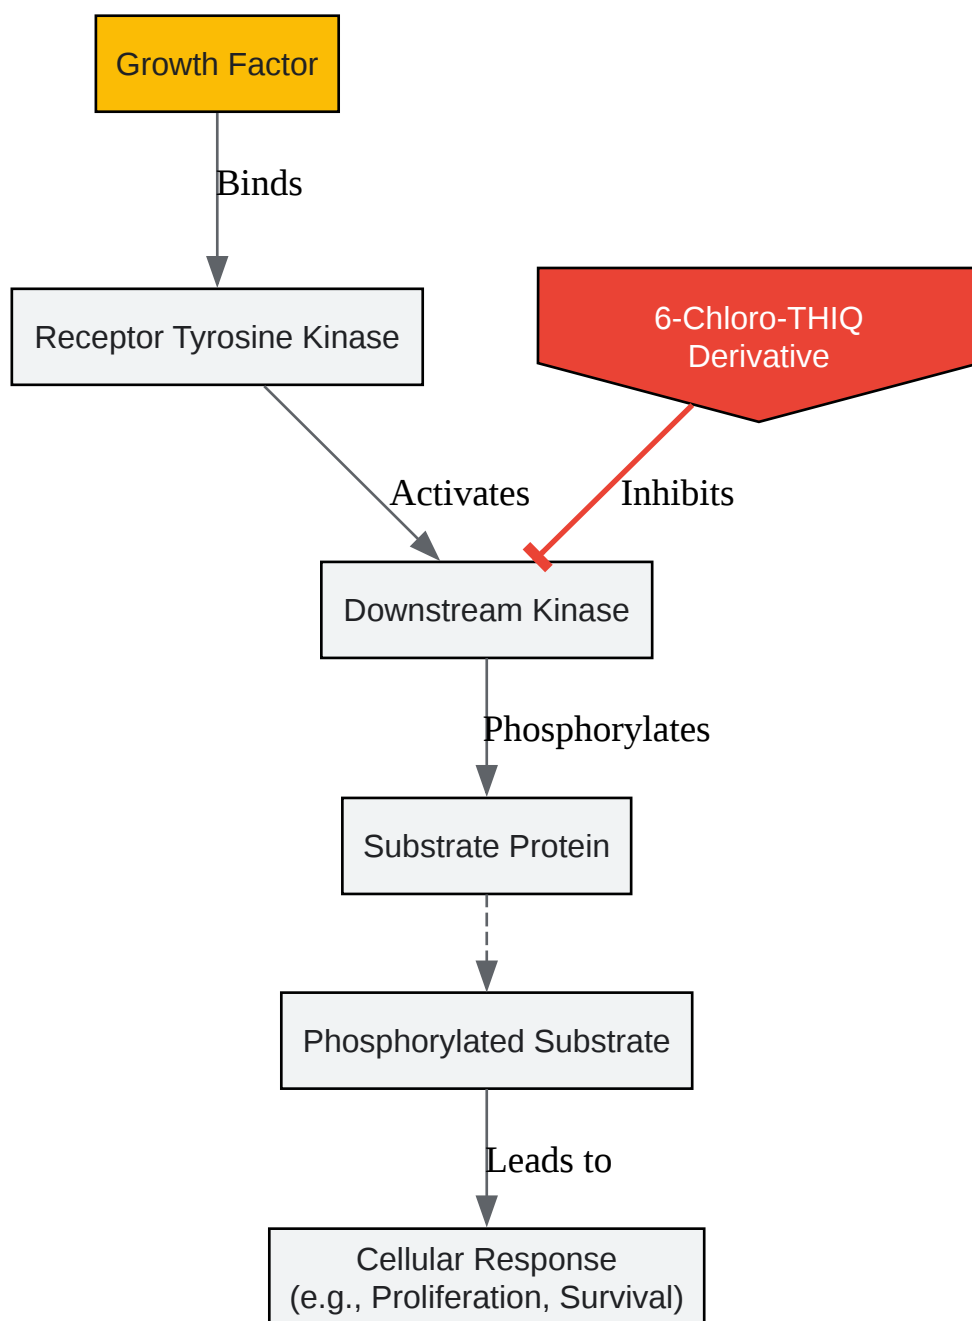 Growth Factor
Binds
Receptor Tyrosine Kinase
6-Chloro-THIQ
Derivative
Activates
Inhibits
Downstream Kinase
Phosphorylates
Substrate Protein
Phosphorylated Substrate
Leads to
Cellular Response
(e.g., Proliferation, Survival)